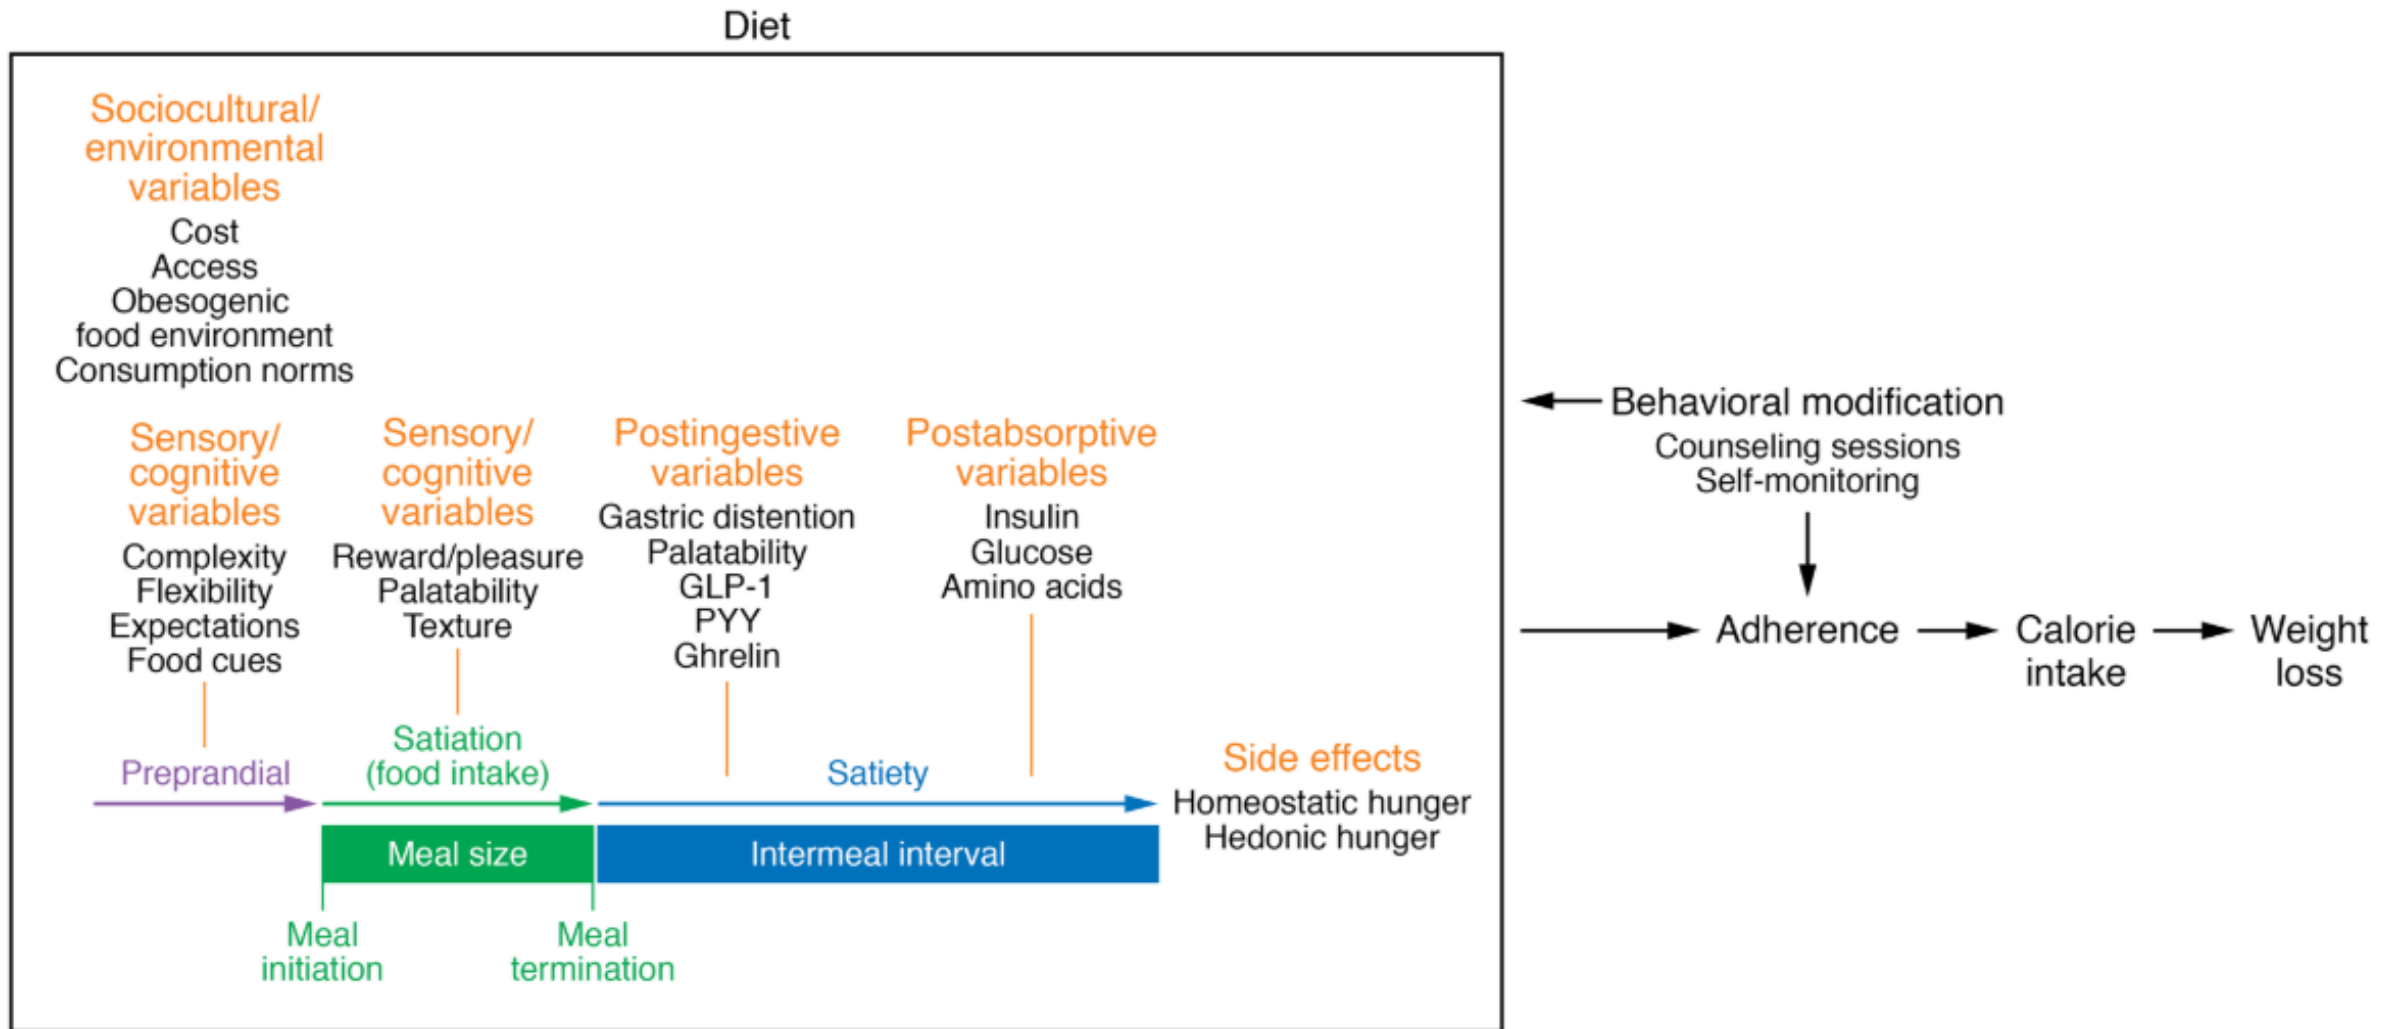 Diet
Sociocultural/
environmental
variables
Cost
Access
Obesogenic
food environment
Consumption norms
Sensory/
cognitive
variables
Complexity
Flexibility
Expectations
Food cues
Sensory/
cognitive
variables
Reward/pleasure
Palatability
Texture
Postingestive
variables
Gastric distention
Palatability
GLP-1
PYY
Ghrelin
Postabsorptive
variables
Insulin
Glucose
Amino acids
Preprandial
Satiation
(food intake)
Satiety
Meal size
Intermeal interval
Meal
initiation
Meal
termination
Side effects
Homeostatic hunger
Hedonic hunger
Behavioral modification
Counseling sessions
Self-monitoring
Adherence
Calorie
intake
Weight
loss